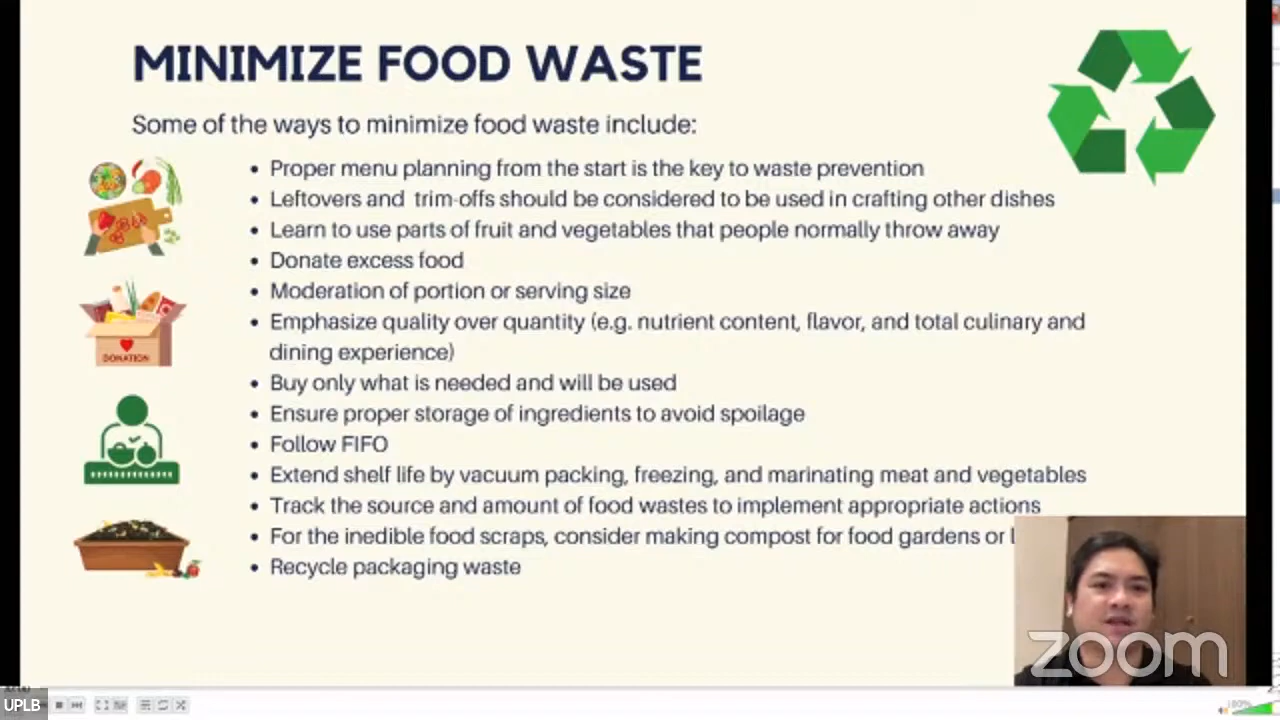 MINIMIZE FOOD WASTE
Some of the ways to minimize food waste include:
• Proper menu planning from the start is the key to waste prevention
• Leftovers and trim-offs should be considered to be used in crafting other dishes
• Learn to use parts of fruit and vegetables that people normally throw away
• Donate excess food
• Moderation of portion or serving size
• Emphasize quality over quantity (e.g. nutrient content, flavor, and total culinary and
dining experience)
• Buy only what is needed and will be used
• Ensure proper storage of ingredients to avoid spoilage
• Follow FIFO
• Extend shelf life by vacuum packing, freezing, and marinating meat and vegetables
• Track the source and amount of food wastes to implement appropriate actions
• For the inedible food scraps, consider making compost for food gardens or
• Recycle packaging waste
DONATION
zoom
UPLB